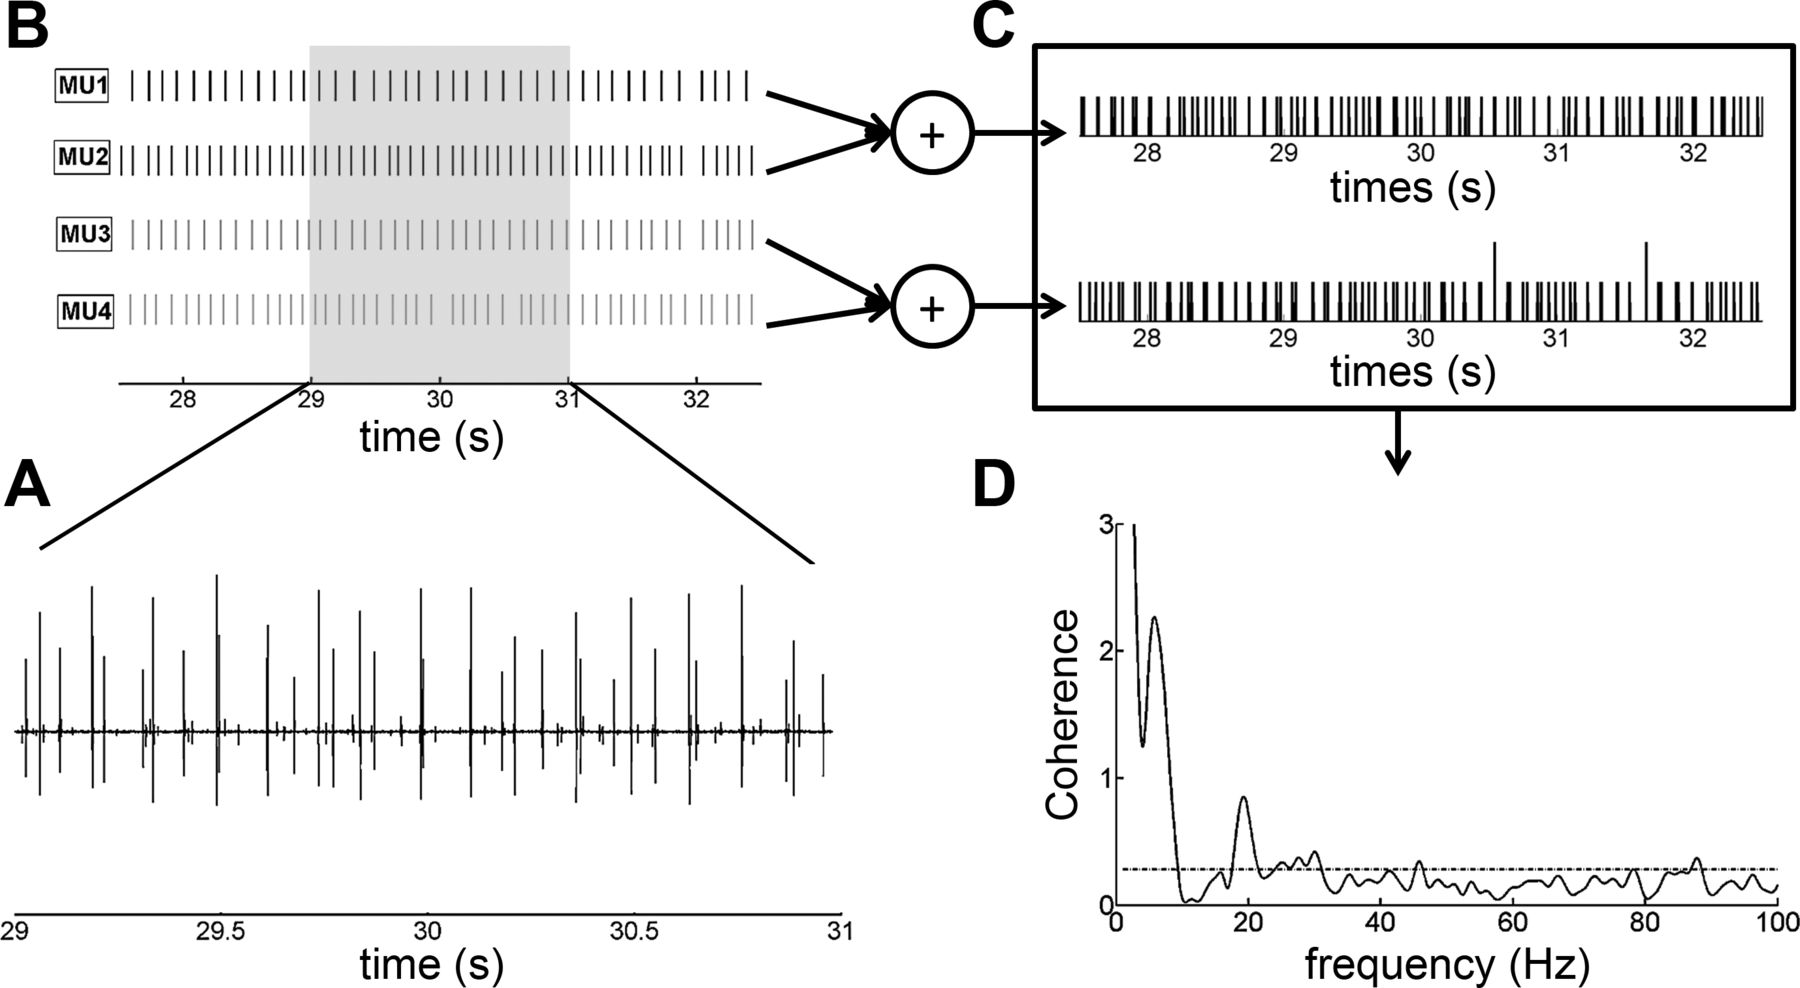 B
MU1
MU2
MU3
MU4
28 29 30 31 32
time (s)
+
+
C
28 29 30 31 32
times (s)
28 29 30 31 32
times (s)
A
29 29.5 30 30.5 31
time (s)
D
Coherence
3
2
1
0
0 20 40 60 80 100
frequency (Hz)